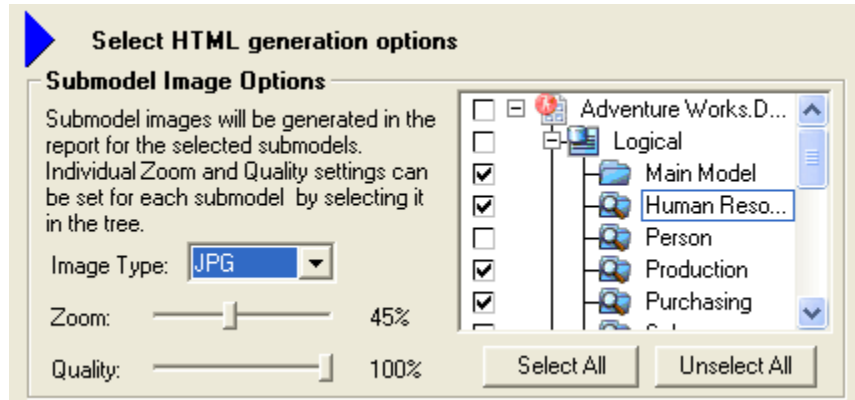 Select HTML generation options
Submodel Image Options
Submodel images will be generated in the
report for the selected submodels.
Individual Zoom and Quality settings can
be set for each submodel by selecting it
in the tree.
Image Type: JPG
Zoom: 45%
Quality: 100%
Adventure Works.D...
Logical
Main Model
Human Reso...
Person
Production
Purchasing
Select All
Unselect All